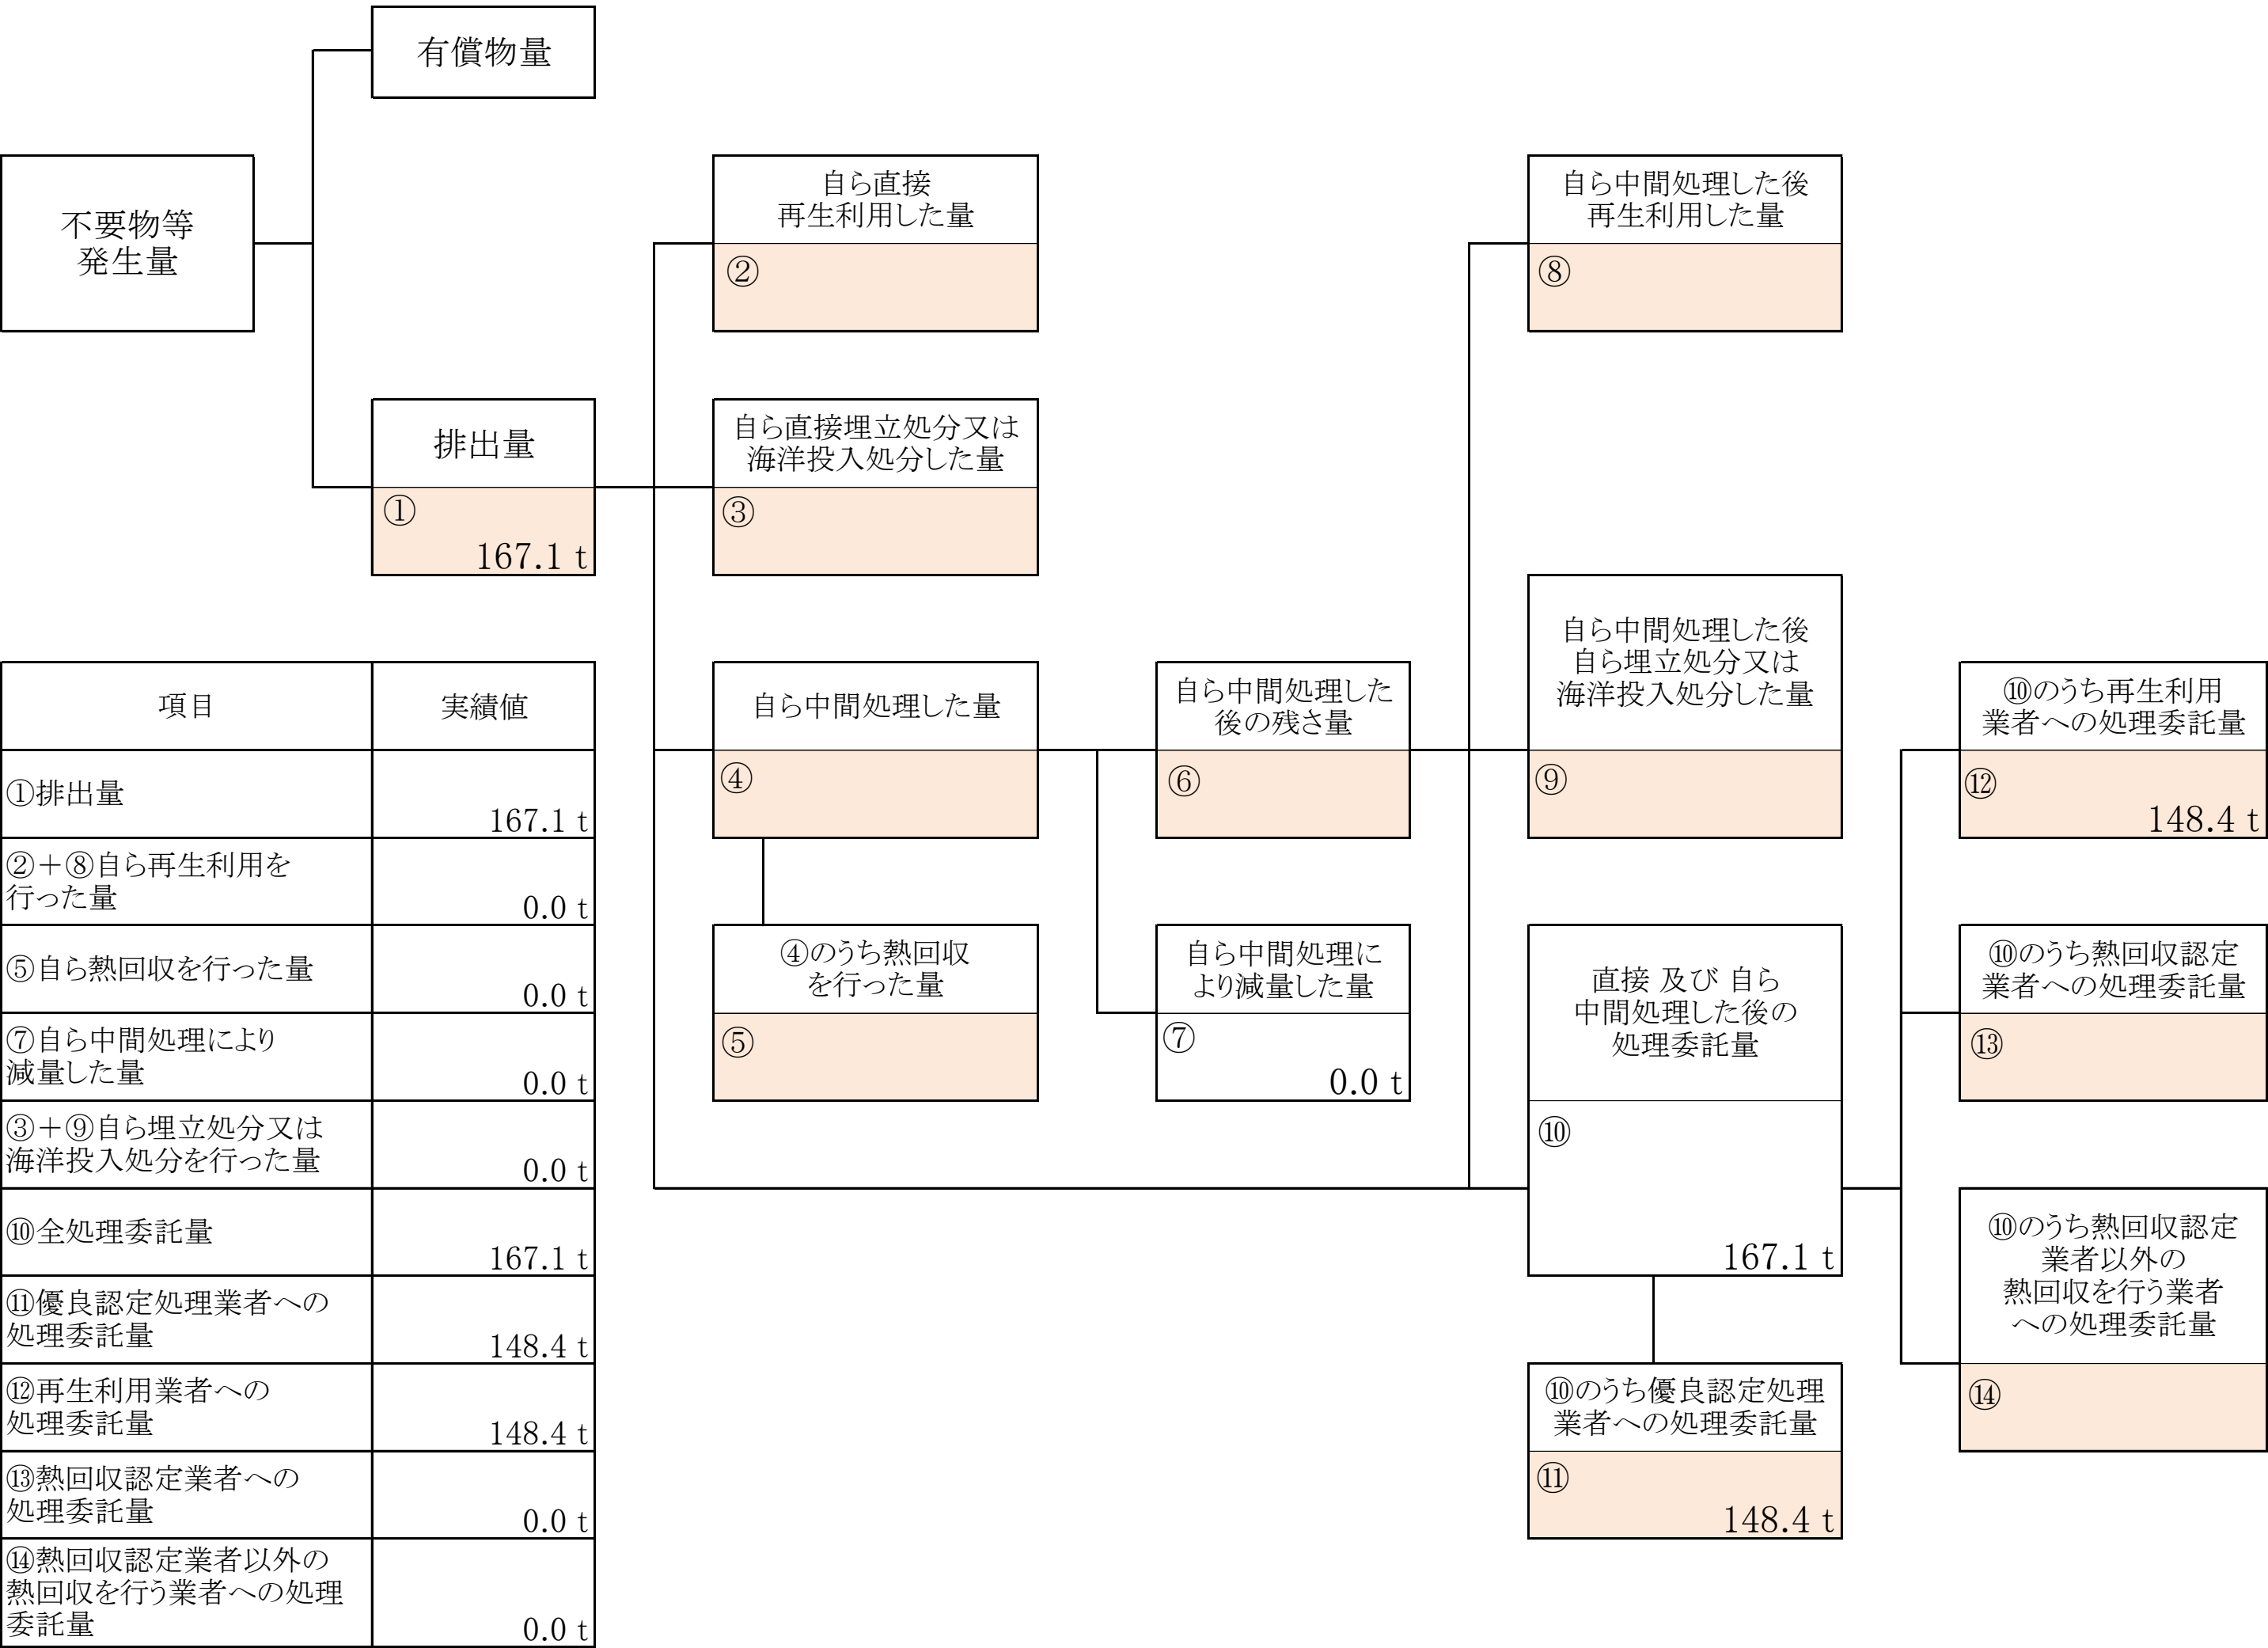 有償物量
不要物等
発生量
自ら直接
再生利用した量
②
自ら中間処理した後
再生利用した量
⑧
排出量
①
167.1 t
自ら直接埋立処分又は
海洋投入処分した量
③
自ら中間処理した量
④
自ら中間処理した
後の残さ量
⑥
自ら中間処理した後
自ら埋立処分又は
海洋投入処分した量
⑨
⑩のうち再生利用
業者への処理委託量
⑫
148.4 t
④のうち熱回収
を行った量
⑤
自ら中間処理に
より減量した量
⑦
0.0 t
直接 及び 自ら
中間処理した後の
処理委託量
⑩
167.1 t
⑩のうち熱回収認定
業者への処理委託量
⑬
⑩のうち熱回収認定
業者以外の
熱回収を行う業者
への処理委託量
⑭
⑩のうち優良認定処理
業者への処理委託量
⑪
148.4 t
項目
実績値
①排出量
167.1 t
②＋⑧自ら再生利用を
行った量
0.0 t
⑤自ら熱回収を行った量
0.0 t
⑦自ら中間処理により
減量した量
0.0 t
③＋⑨自ら埋立処分又は
海洋投入処分を行った量
0.0 t
⑩全処理委託量
167.1 t
⑪優良認定処理業者への
処理委託量
148.4 t
⑫再生利用業者への
処理委託量
148.4 t
⑬熱回収認定業者への
処理委託量
0.0 t
⑭熱回収認定業者以外の
熱回収を行う業者への処理
委託量
0.0 t